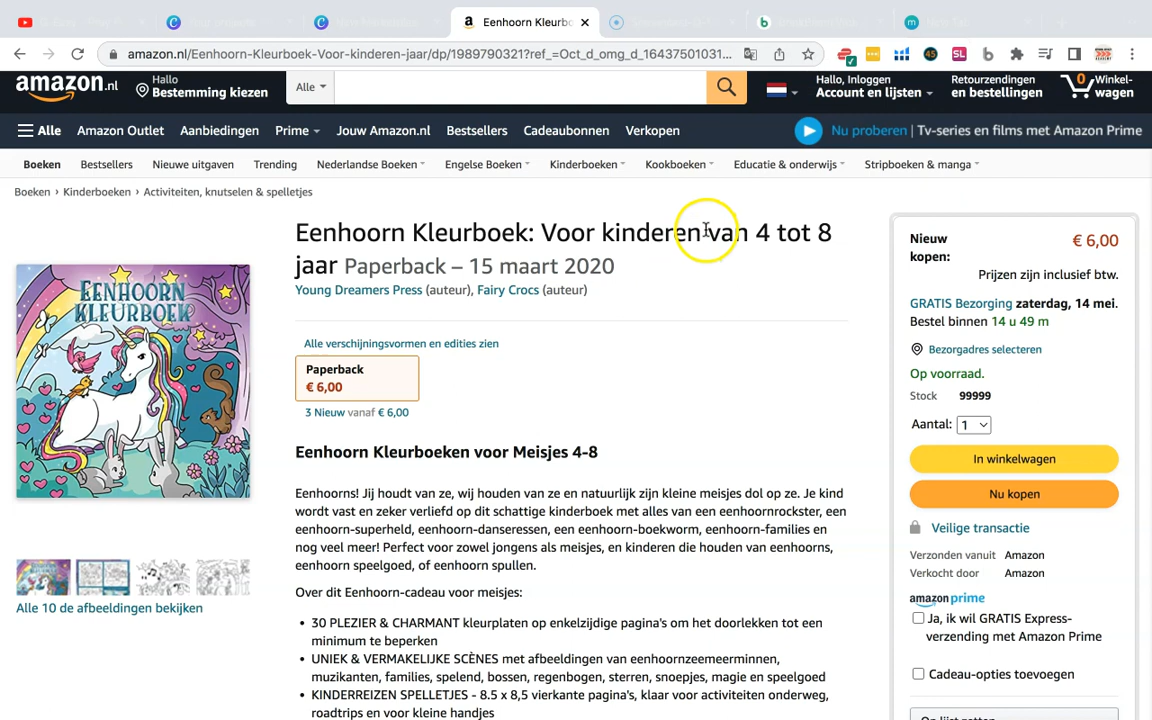 Eenhoorn Kleurbo
amazon.nl/Eenhoorn-Kleurboek-Voor-kinderen-jaar/dp/1989790321?ref_=Oct_d_omg_d_16437501031...
45
SL
amazon.nl
Hallo
Bestemming kiezen
Alle
Hallo, Inloggen
Account en lijsten
Retourzendingen
en bestellingen
0
Winkel-
wagen
Alle
Amazon Outlet
Aanbiedingen
Prime
Jouw Amazon.nl
Bestsellers
Cadeaubonnen
Verkopen
Nu proberen | Tv-series en films met Amazon Prime
Boeken
Bestsellers
Nieuwe uitgaven
Trending
Nederlandse Boeken
Engelse Boeken
Kinderboeken
Kookboeken
Educatie & onderwijs
Stripboeken & manga
Boeken › Kinderboeken › Activiteiten, knutselen & spelletjes
Eenhoorn Kleurboek: Voor kinderen van 4 tot 8
jaar Paperback – 15 maart 2020
Young Dreamers Press (auteur), Fairy Crocs (auteur)
EENHOORN
KLEURBOEK
Alle 10 de afbeeldingen bekijken
Alle verschijningsvormen en edities zien
Paperback
€ 6,00
3 Nieuw vanaf € 6,00
Eenhoorn Kleurboeken voor Meisjes 4-8
Eenhoorns! Jij houdt van ze, wij houden van ze en natuurlijk zijn kleine meisjes dol op ze. Je kind
wordt vast en zeker verliefd op dit schattige kinderboek met alles van een eenhoornrockster, een
eenhoorn-superheld, eenhoorn-danseressen, een eenhoorn-boekworm, eenhoorn-families en
nog veel meer! Perfect voor zowel jongens als meisjes, en kinderen die houden van eenhoorns,
eenhoorn speelgoed, of eenhoorn spullen.
Over dit Eenhoorn-cadeau voor meisjes:
• 30 PLEZIER & CHARMANT kleurplaten op enkelzijdige pagina's om het doorlekken tot een
minimum te beperken
• UNIEK & VERMAKELIJKE SCÈNES met afbeeldingen van eenhoornzeemeerminnen,
muzikanten, families, spelend, bossen, regenbogen, sterren, snoepjes, magie en speelgoed
• KINDERREIZEN SPELLETJES - 8.5 x 8,5 vierkante pagina's, klaar voor activiteiten onderweg,
roadtrips en voor kleine handjes
Nieuw
kopen:
€ 6,00
Prijzen zijn inclusief btw.
GRATIS Bezorging zaterdag, 14 mei.
Bestel binnen 14 u 49 m
Bezorgadres selecteren
Op voorraad.
Stock 99999
Aantal: 1
In winkelwagen
Nu kopen
Veilige transactie
Verzonden vanuit Amazon
Verkocht door Amazon
amazon prime
Ja, ik wil GRATIS Express-
verzending met Amazon Prime
Cadeau-opties toevoegen